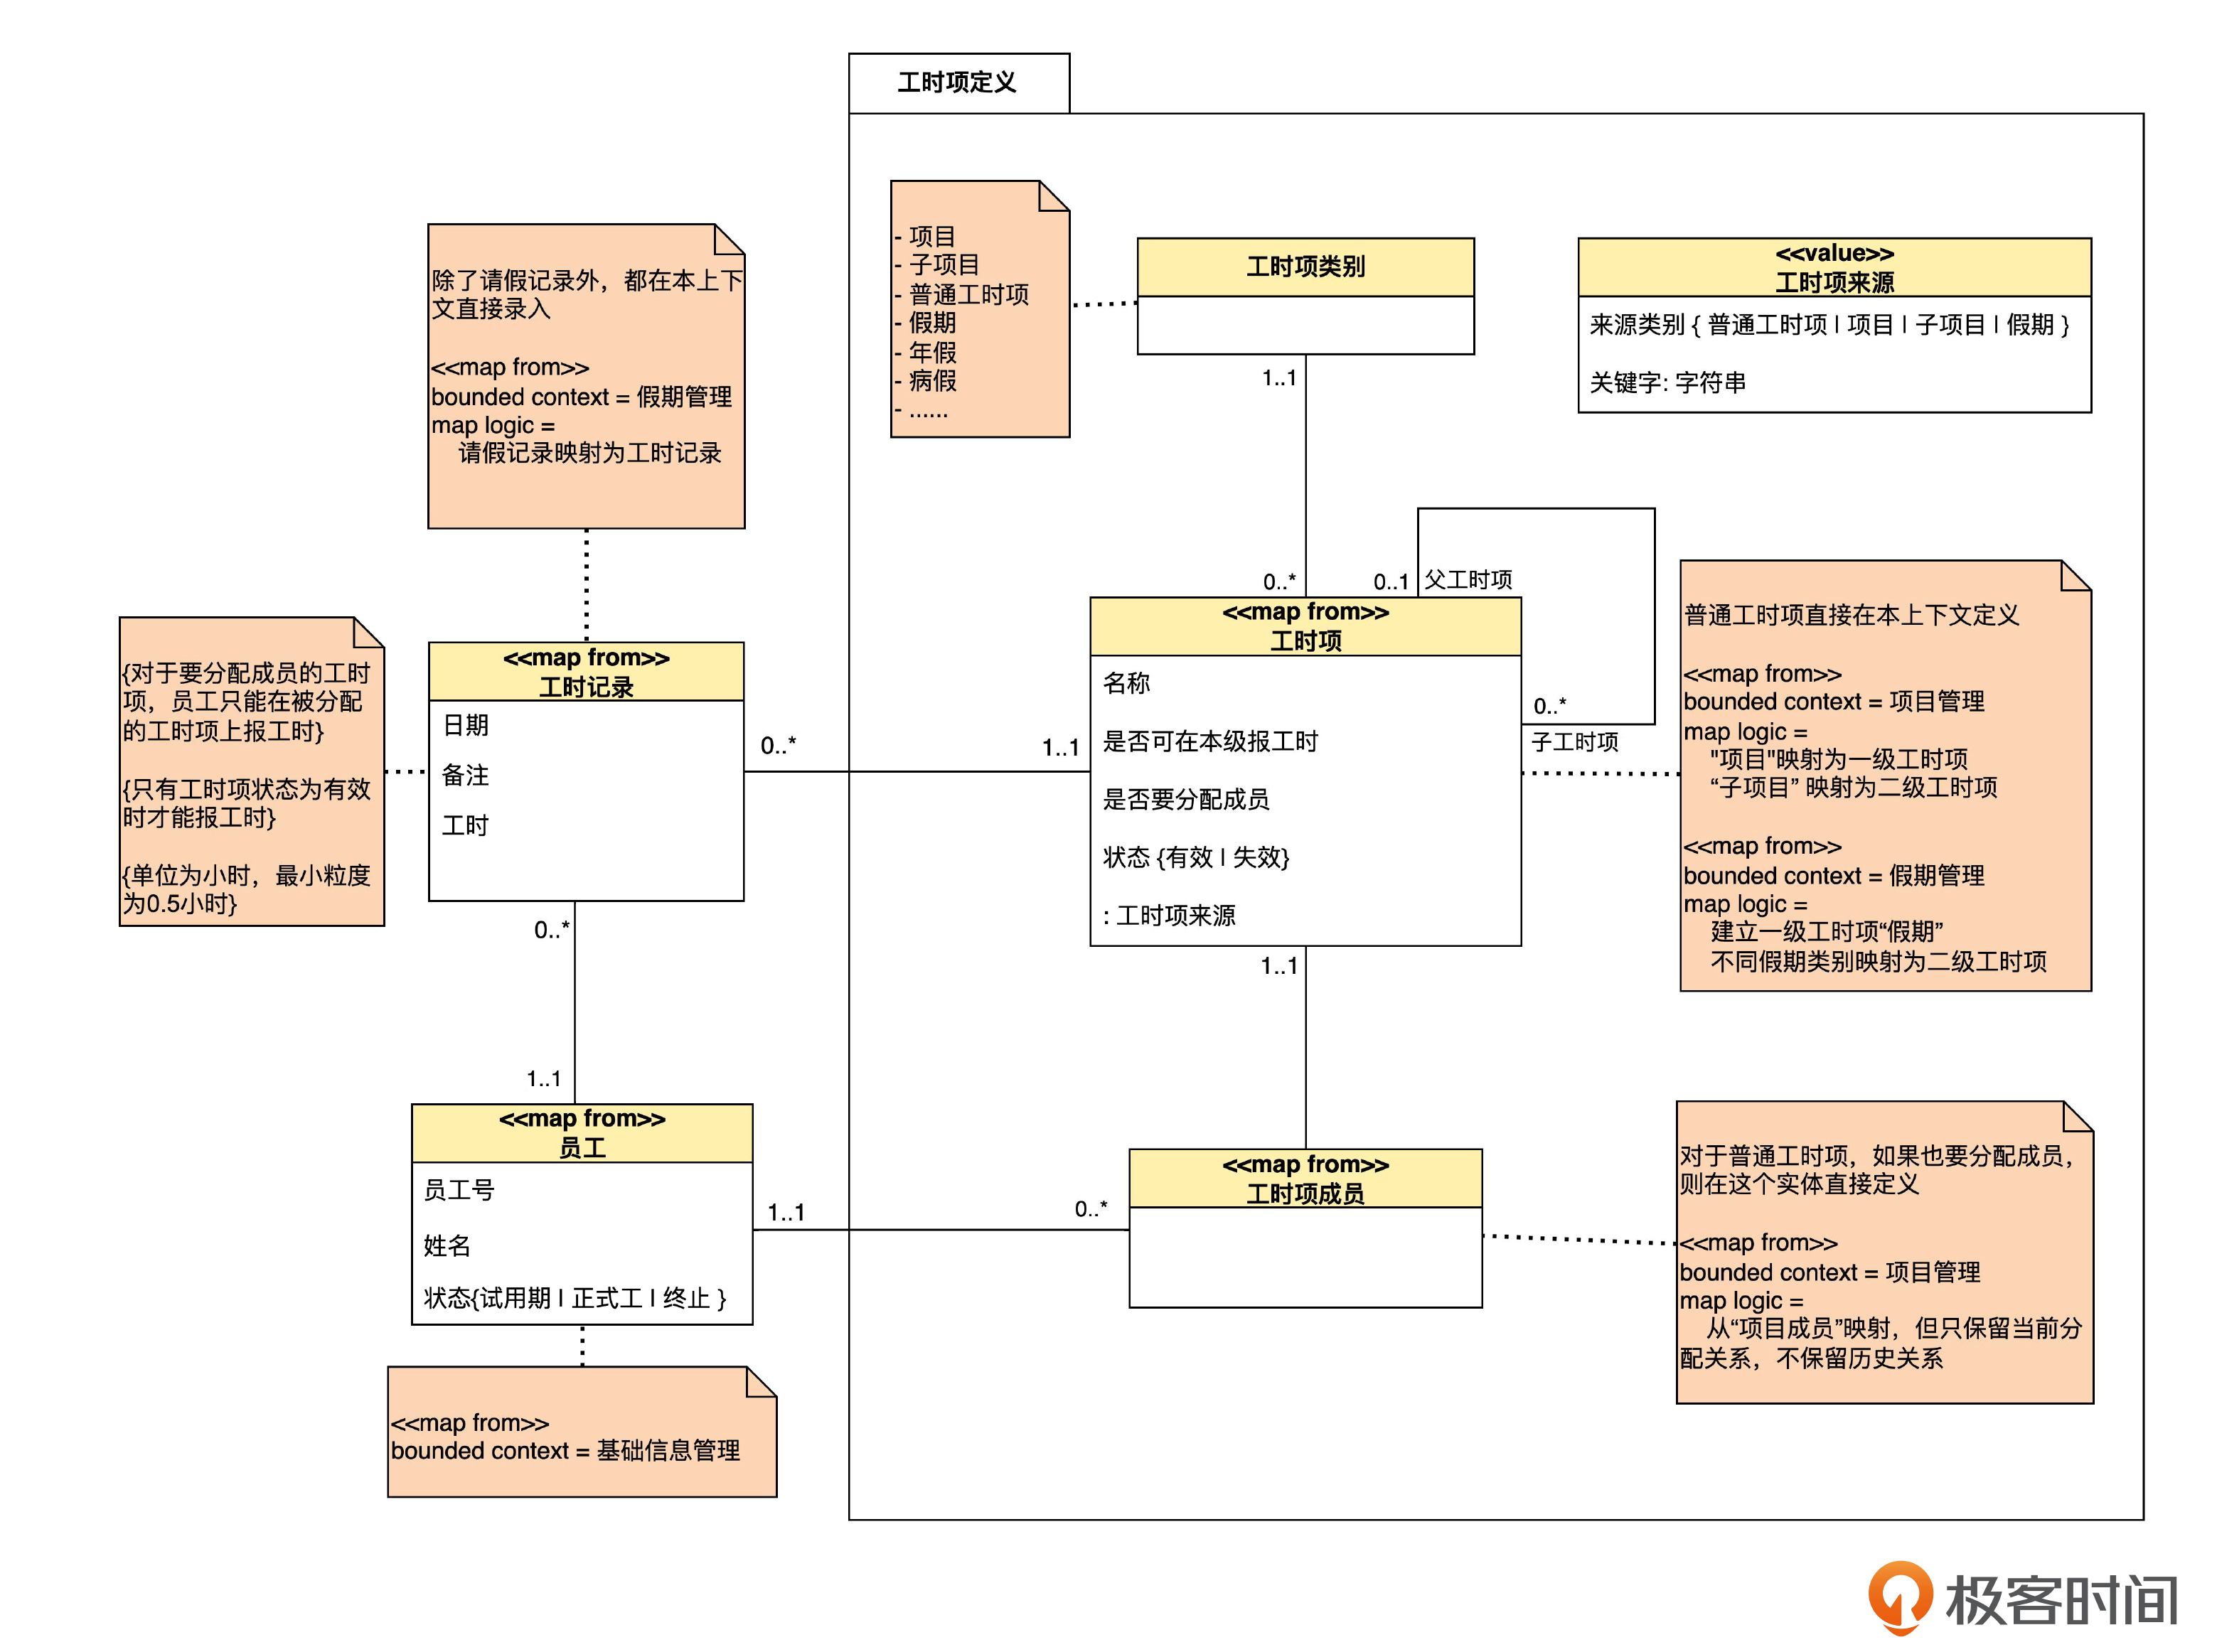 工时项定义
- 项目
- 子项目
- 普通工时项
- 假期
- 年假
- 病假
- ......
工时项类别
<<value>>
工时项来源
来源类别 { 普通工时项 | 项目 | 子项目 | 假期 }
关键字: 字符串
除了请假记录外，都在本上下
文直接录入
<<map from>>
bounded context = 假期管理
map logic =
请假记录映射为工时记录
1..1
0..*
0..1
父工时项
{对于要分配成员的工时
项，员工只能在被分配
的工时项上报工时}
{只有工时项状态为有效
时才能报工时}
{单位为小时，最小粒度
为0.5小时}
<<map from>>
工时记录
日期
备注
工时
0..*
1..1
<<map from>>
工时项
名称
是否可在本级报工时
是否要分配成员
状态 {有效 | 失效}
: 工时项来源
0..*
子工时项
普通工时项直接在本上下文定义
<<map from>>
bounded context = 项目管理
map logic =
"项目"映射为一级工时项
“子项目” 映射为二级工时项
<<map from>>
bounded context = 假期管理
map logic =
建立一级工时项“假期”
不同假期类别映射为二级工时项
0..*
1..1
1..1
<<map from>>
员工
员工号
姓名
状态{试用期 | 正式工 | 终止 }
1..1
0..*
<<map from>>
工时项成员
对于普通工时项，如果也要分配成员，
则在这个实体直接定义
<<map from>>
bounded context = 项目管理
map logic =
从“项目成员”映射，但只保留当前分
配关系，不保留历史关系
<<map from>>
bounded context = 基础信息管理
极客时间